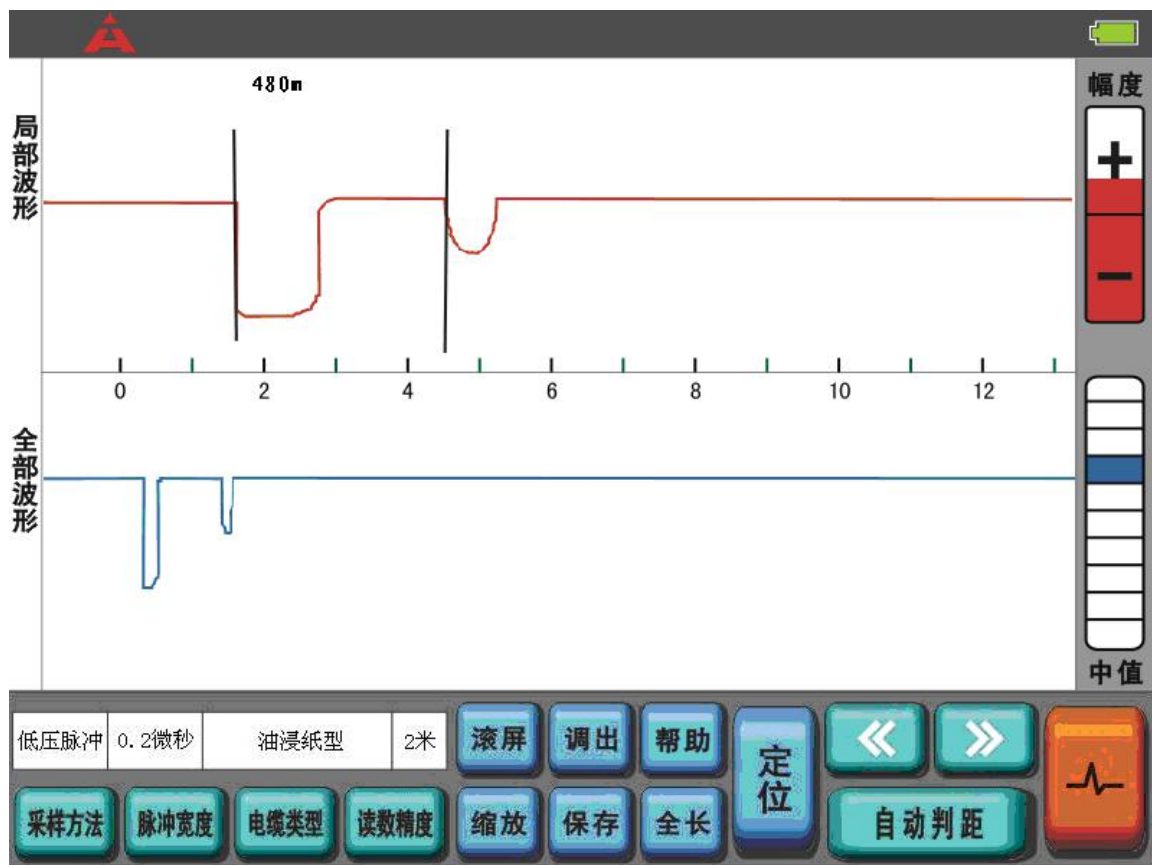 幅度
480m
局部波形
+
−
0 2 4 6 8 10 12
全部波形
中值
低压脉冲 0.2微秒 油浸纸型 2米
滚屏 调出 帮助
定位
采样方法 脉冲宽度 电缆类型 读数精度
缩放 保存 全长
自动判距